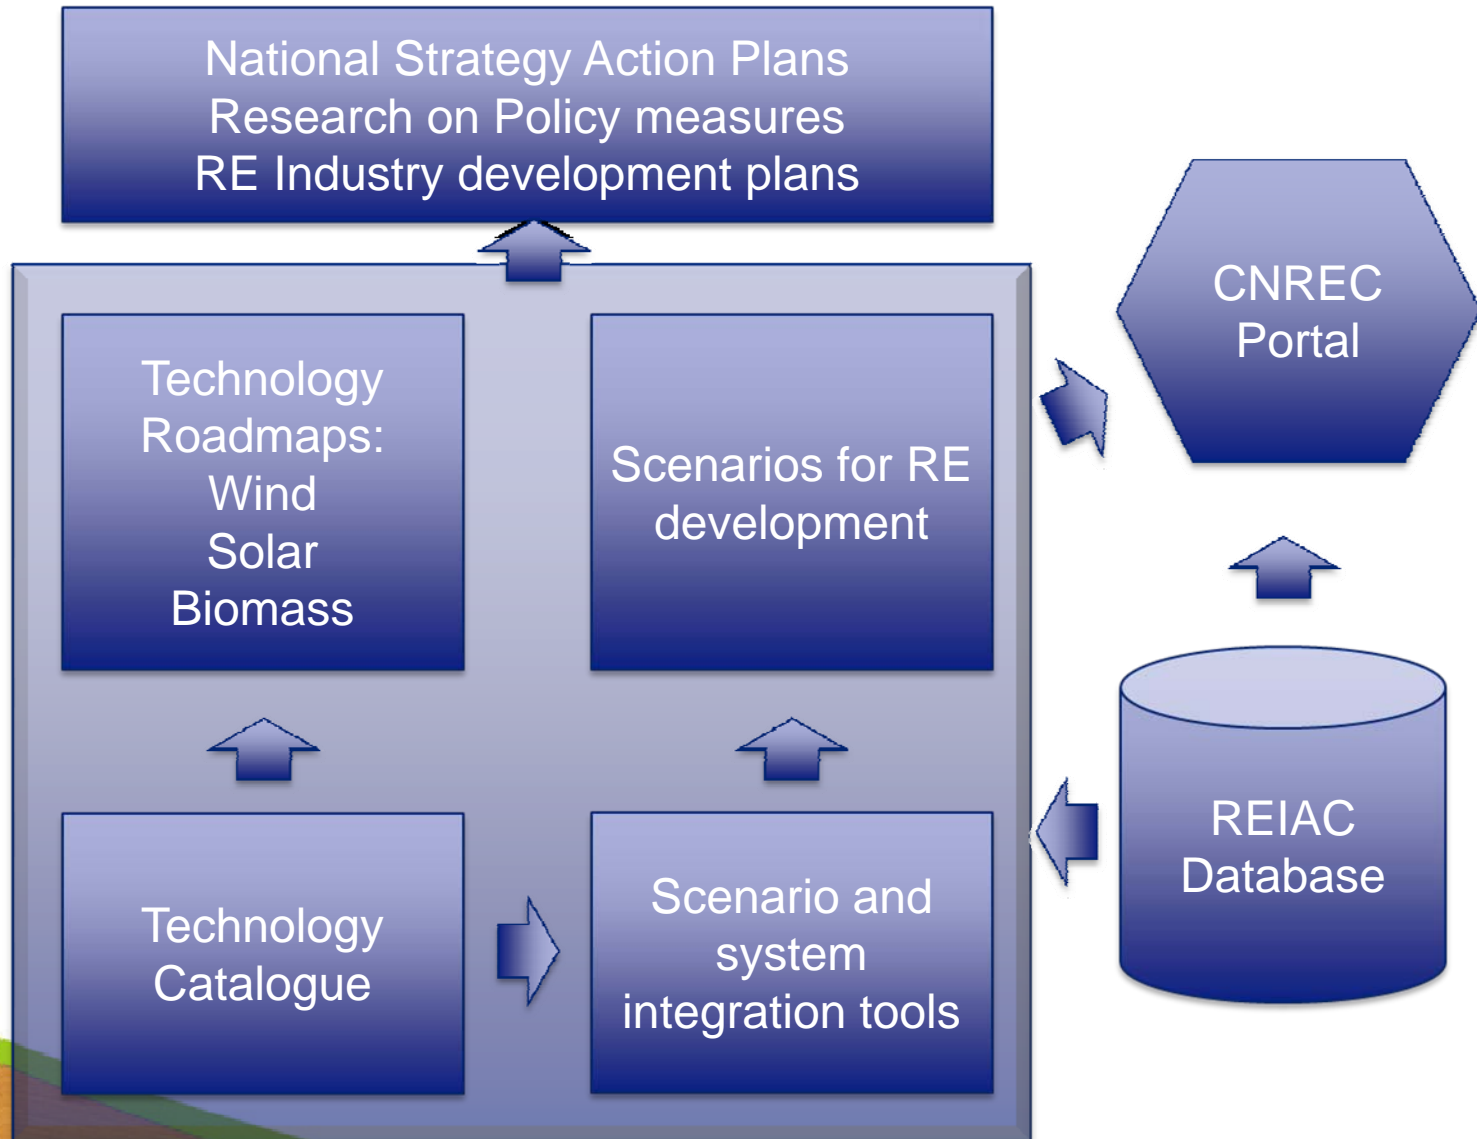 National Strategy Action Plans
Research on Policy measures
RE Industry development plans
CNREC
Portal
Technology
Roadmaps:
Wind
Solar
Biomass
Scenarios for RE
development
Technology
Catalogue
Scenario and
system
integration tools
REIAC
Database